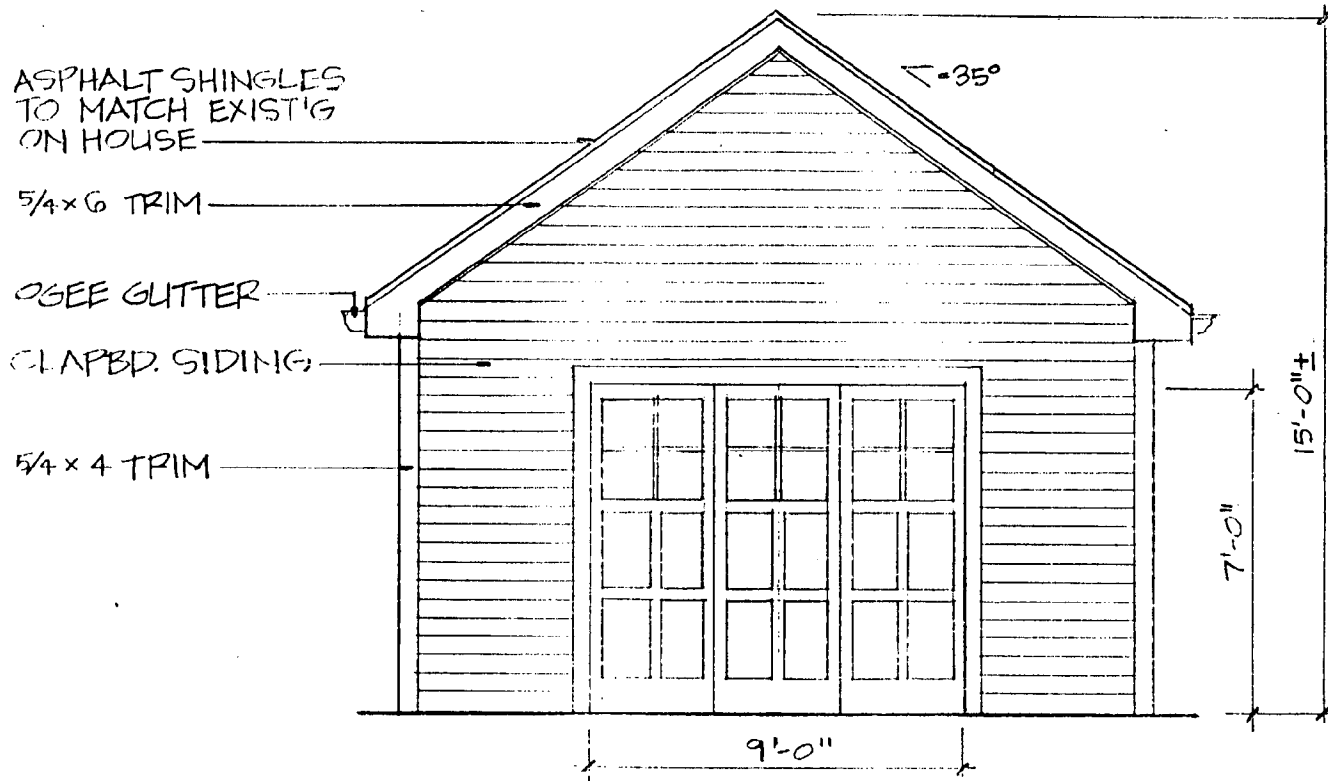 ASPHALT SHINGLES
TO MATCH EXIST'G
ON HOUSE
5/4 x 6 TRIM
OGEE GUTTER
CLAPBD. SIDING
5/4 x 4 TRIM
35°
15'-0"±
7'-0"
9'-0"